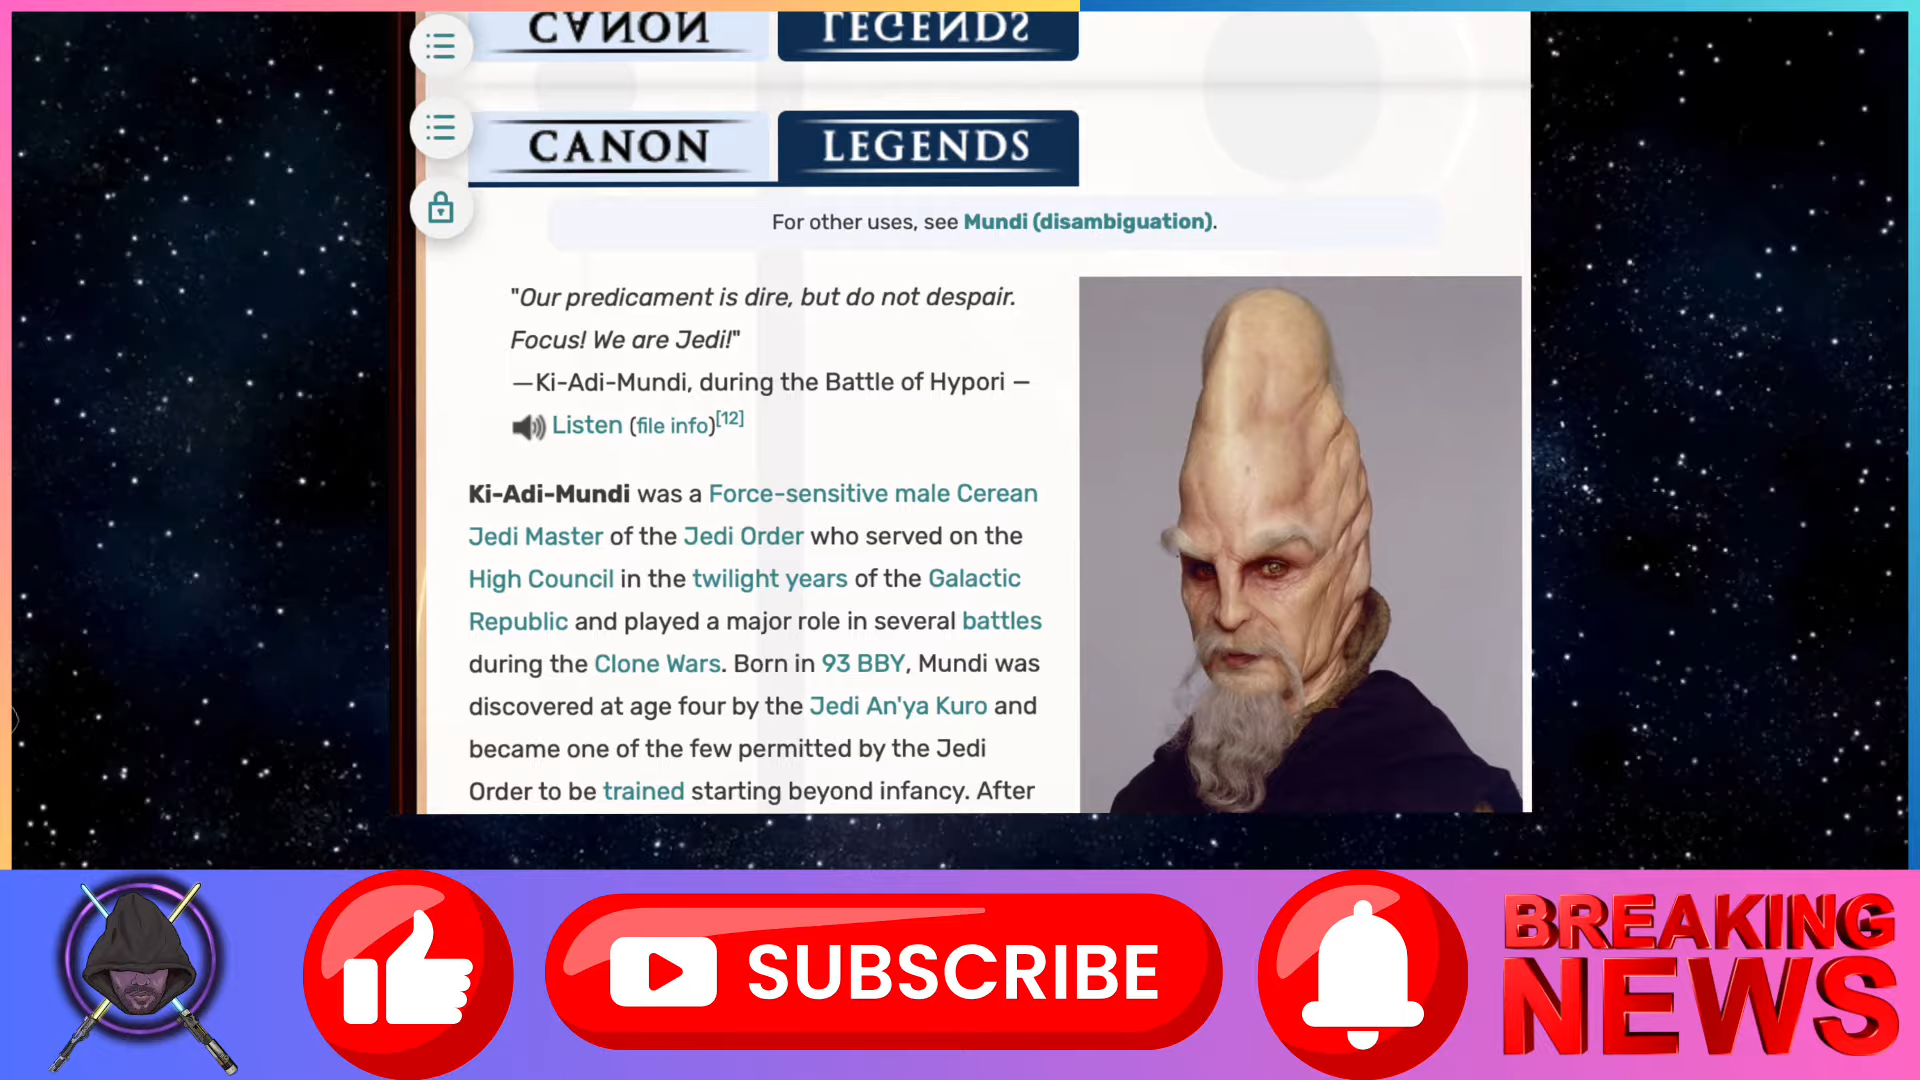 CANON LEGENDS
CANON LEGENDS
For other uses, see Mundi (disambiguation).
"Our predicament is dire, but do not despair.
Focus! We are Jedi!"
—Ki-Adi-Mundi, during the Battle of Hypori —
Listen (file info)[12]
Ki-Adi-Mundi was a Force-sensitive male Cerean
Jedi Master of the Jedi Order who served on the
High Council in the twilight years of the Galactic
Republic and played a major role in several battles
during the Clone Wars. Born in 93 BBY, Mundi was
discovered at age four by the Jedi An'ya Kuro and
became one of the few permitted by the Jedi
Order to be trained starting beyond infancy. After
SUBSCRIBE
BREAKING
NEWS